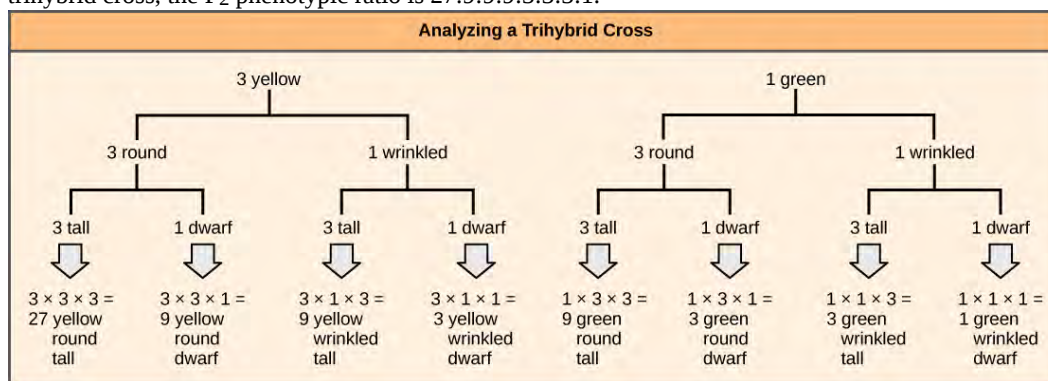 trihybrid cross, the F2 phenotypic ratio is 27:9:9:9:3:3:3:1.
Analyzing a Trihybrid Cross
3 yellow 1 green
3 round 1 wrinkled 3 round 1 wrinkled
3 tall 1 dwarf 3 tall 1 dwarf 3 tall 1 dwarf 3 tall 1 dwarf
3 × 3 × 3 = 3 × 3 × 1 = 3 × 1 × 3 = 3 × 1 × 1 = 1 × 3 × 3 = 1 × 3 × 1 = 1 × 1 × 3 = 1 × 1 × 1 =
27 yellow 9 yellow 9 yellow 3 yellow 9 green 3 green 3 green 1 green
round round wrinkled wrinkled round round wrinkled wrinkled
tall dwarf tall dwarf tall dwarf tall dwarf